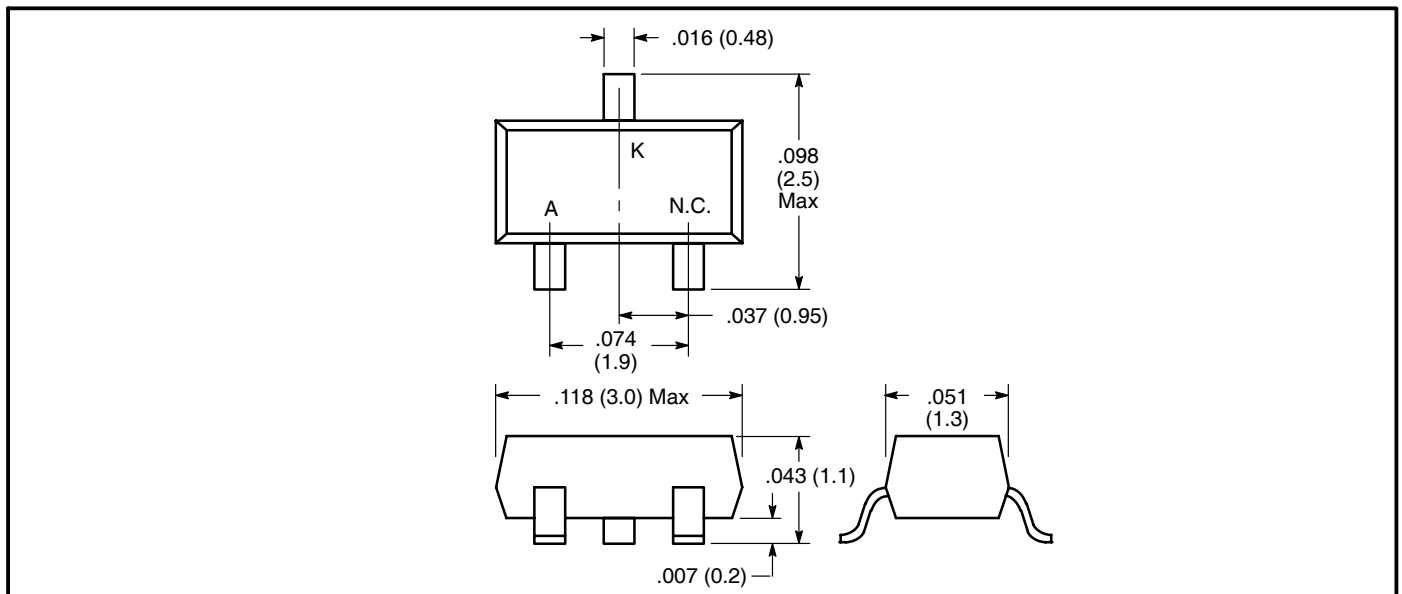 .016 (0.48)
K
.098
(2.5)
Max
A
N.C.
.037 (0.95)
.074
(1.9)
.118 (3.0) Max
.051
(1.3)
.043 (1.1)
.007 (0.2)